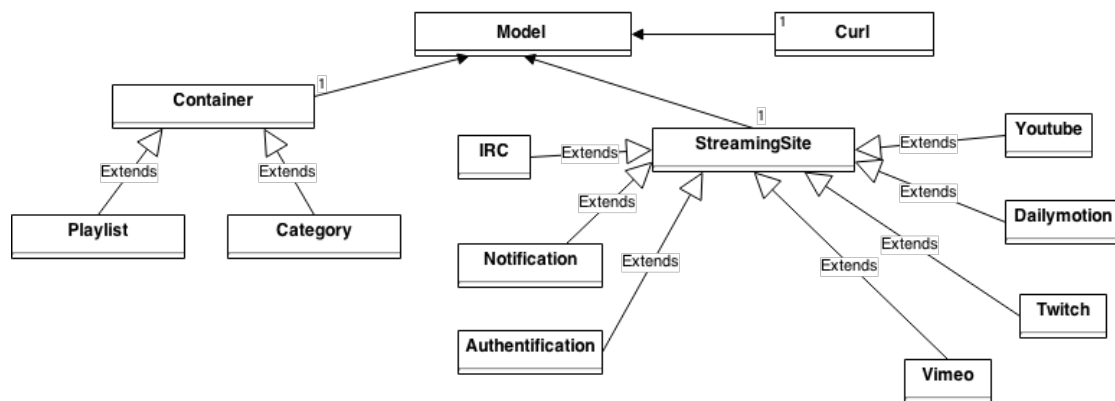 Model
1
Curl
1
Container
1
StreamingSite
IRC
Extends
Extends
Youtube
Extends
Extends
Extends
Extends
Playlist
Category
Dailymotion
Notification
Extends
Extends
Extends
Twitch
Authentification
Vimeo